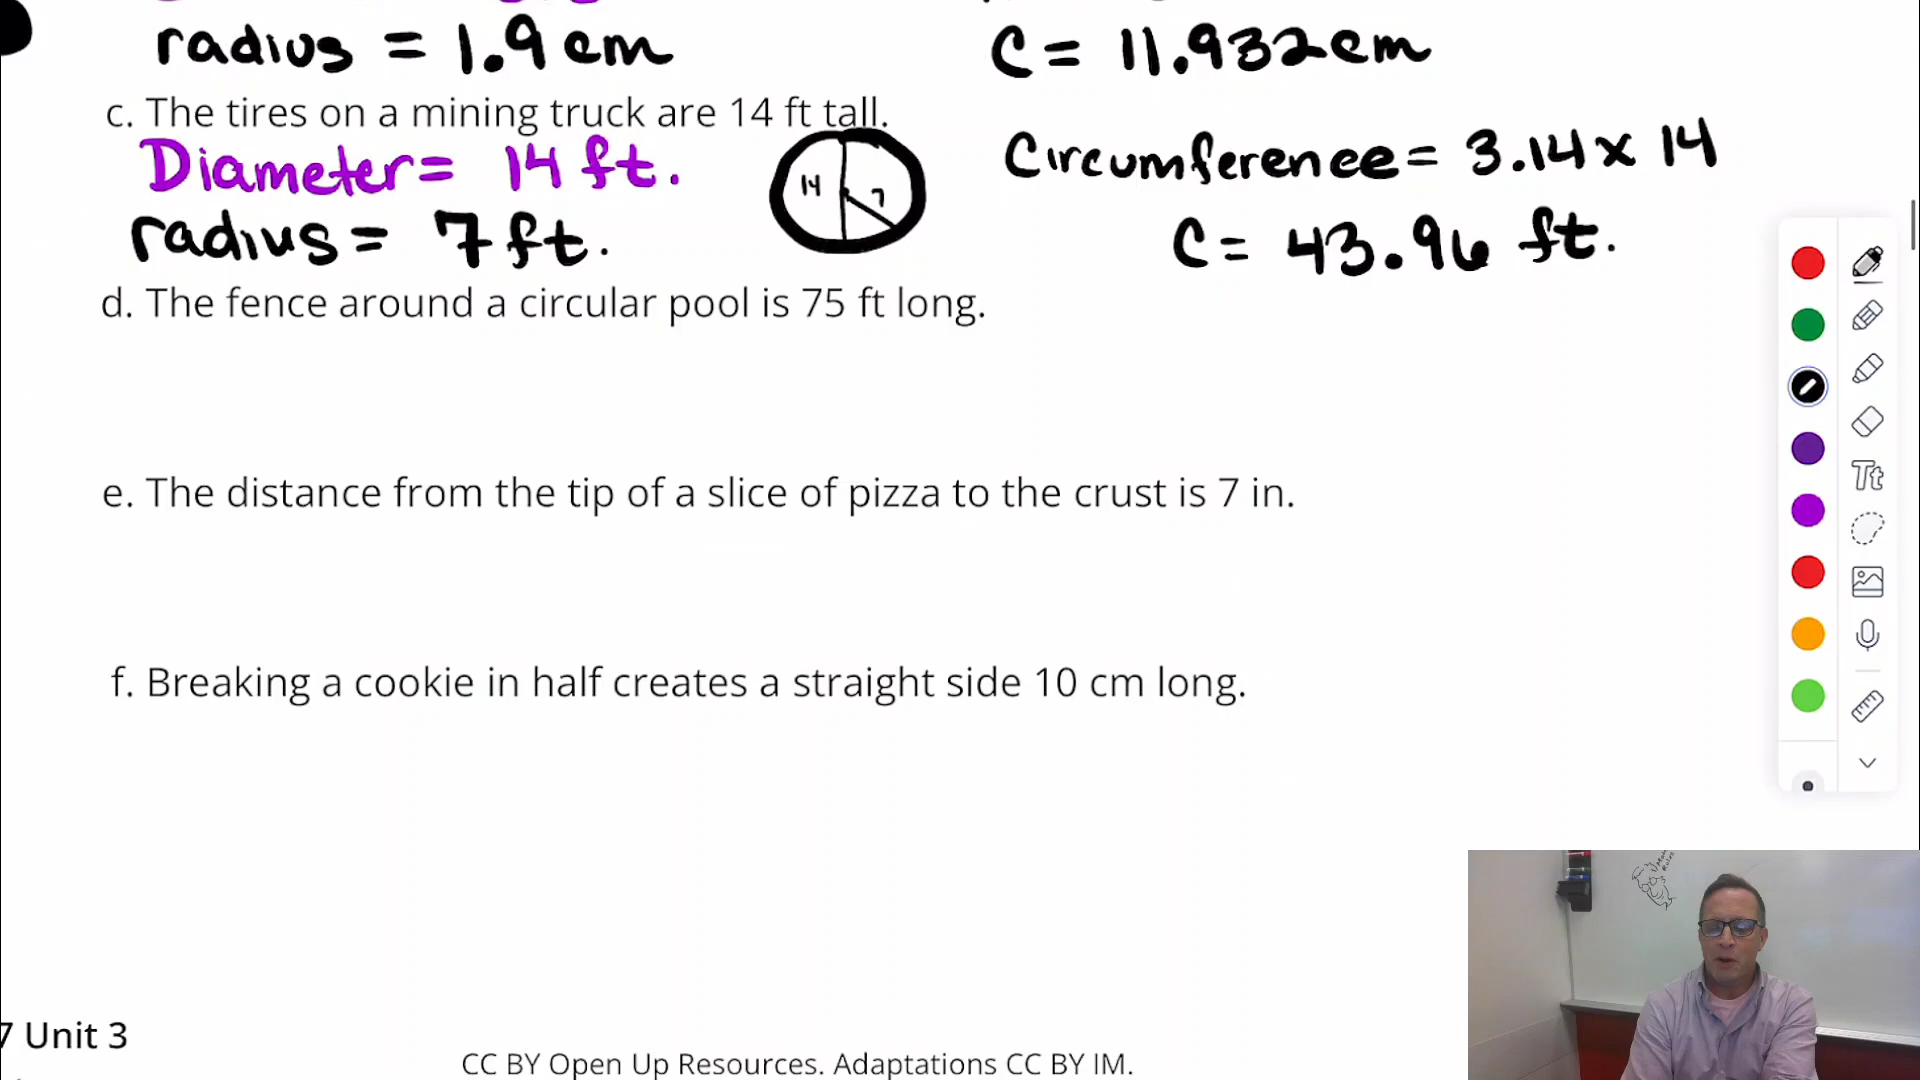 radius = 1.9 cm
C = 11.932 cm
c. The tires on a mining truck are 14 ft tall.
Diameter = 14 ft.
14
7
Circumference = 3.14 x 14
radius = 7 ft.
C = 43.96 ft.
d. The fence around a circular pool is 75 ft long.
e. The distance from the tip of a slice of pizza to the crust is 7 in.
f. Breaking a cookie in half creates a straight side 10 cm long.
Tt
7 Unit 3
CC BY Open Up Resources. Adaptations CC BY IM.